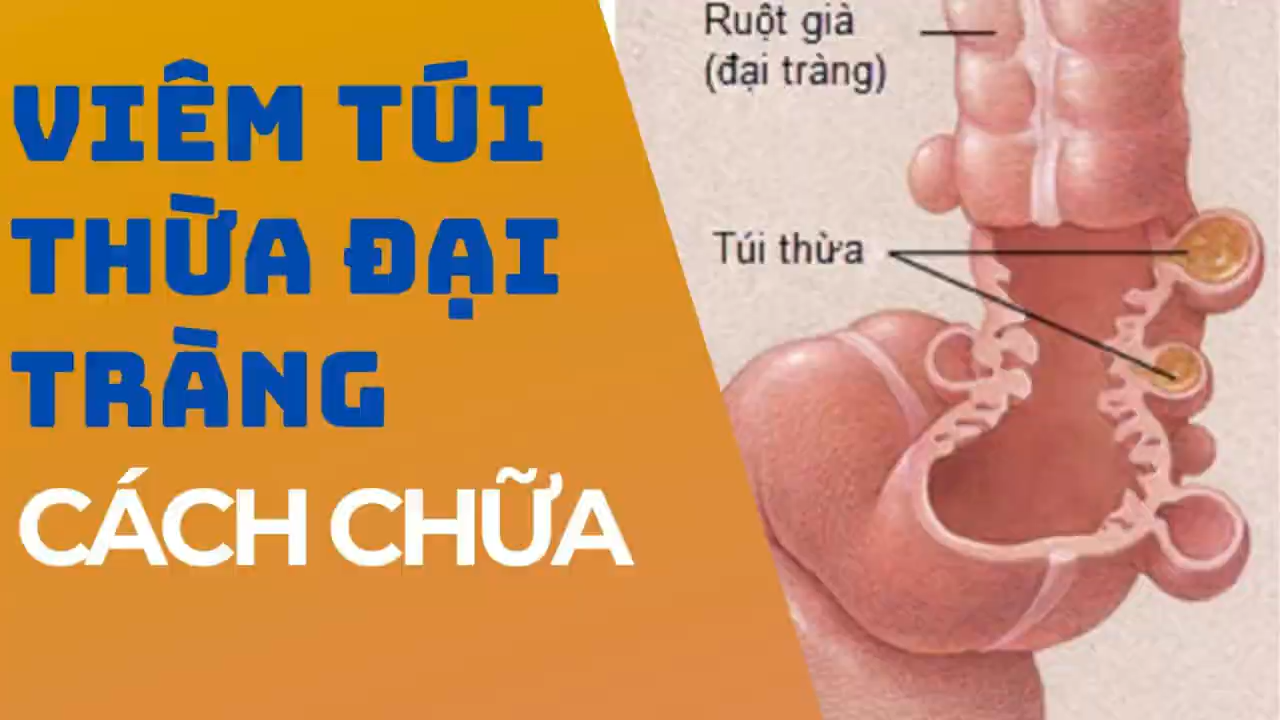 VIÊM TÚI
THỪA ĐẠI
TRÀNG
CÁCH CHỮA
Ruột già
(đại tràng)
Túi thừa